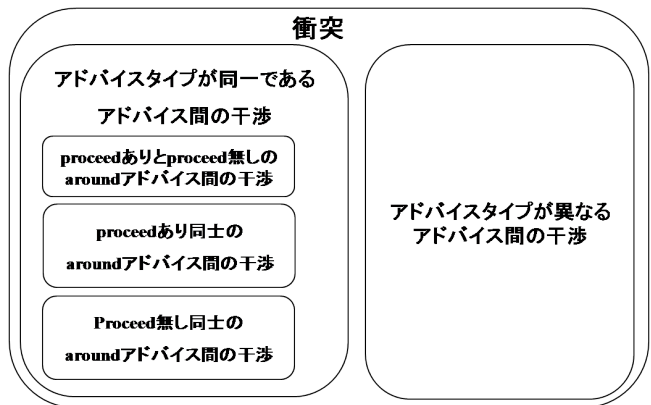 衝突
アドバイスタイプが同一である
アドバイス間の干渉
proceedありとproceed無しの
aroundアドバイス間の干渉
proceedあり同士の
aroundアドバイス間の干渉
Proceed無し同士の
aroundアドバイス間の干渉
アドバイスタイプが異なる
アドバイス間の干渉